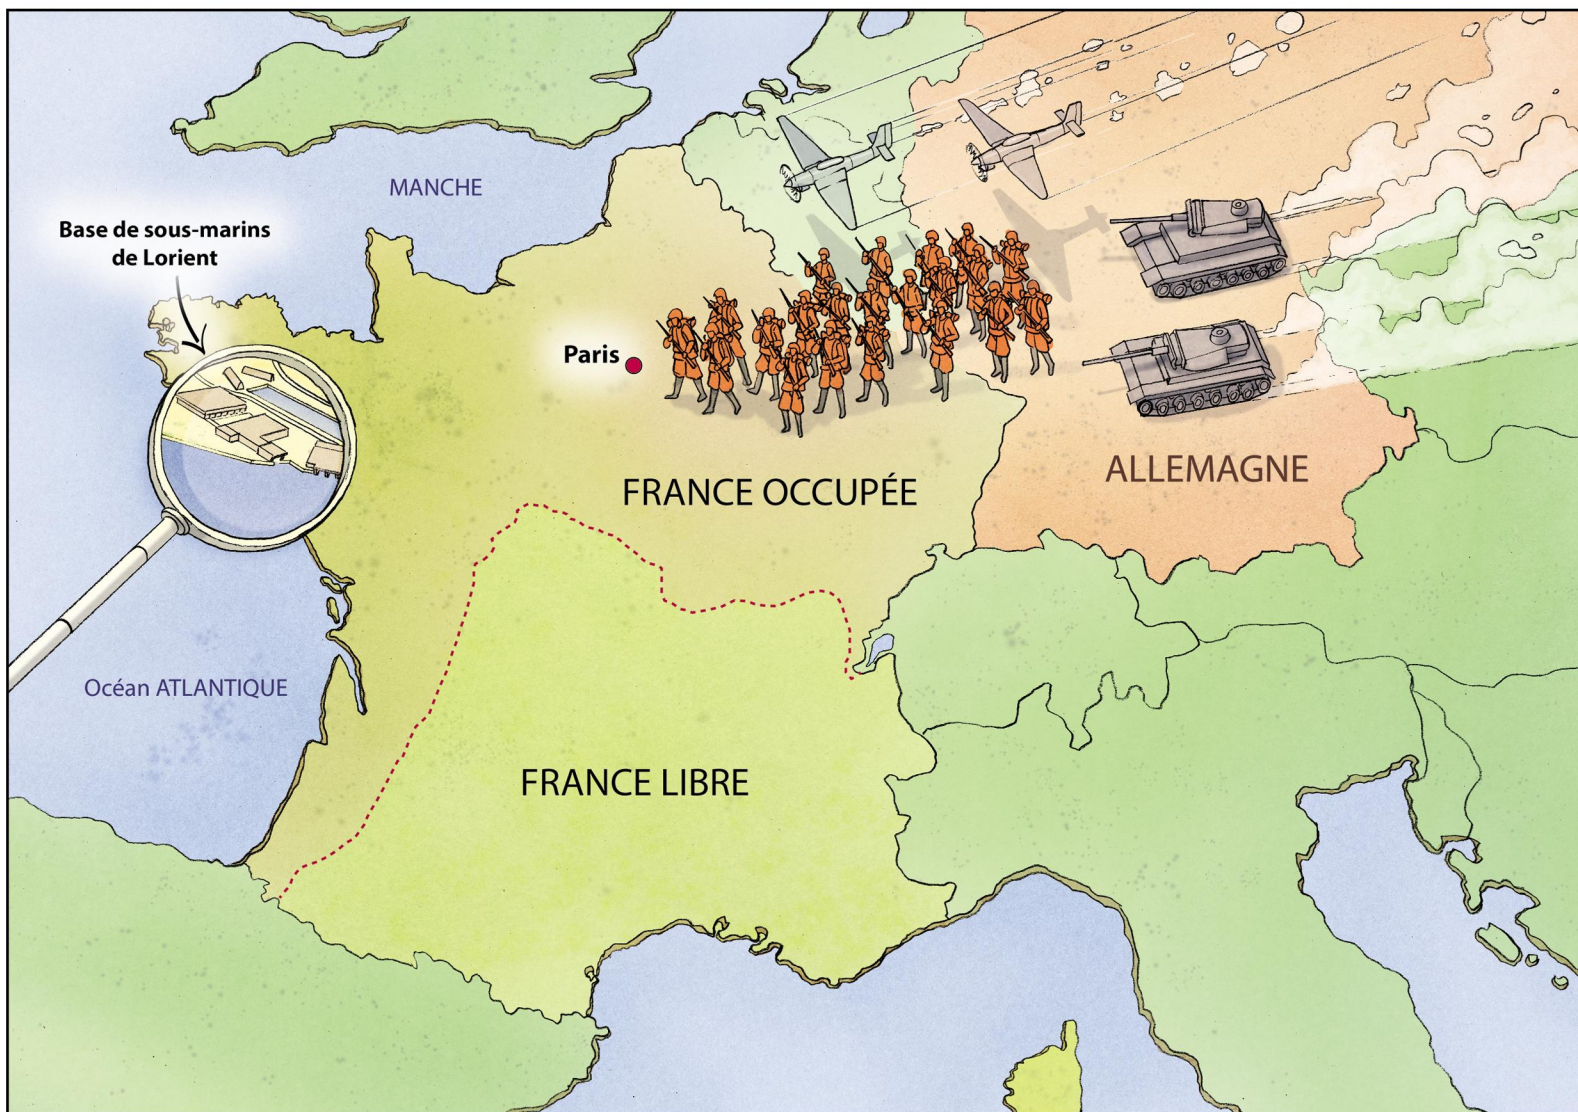 MANCHE
Base de sous-marins
de Lorient
Paris
ALLEMAGNE
FRANCE OCCUPÉE
Océan ATLANTIQUE
FRANCE LIBRE